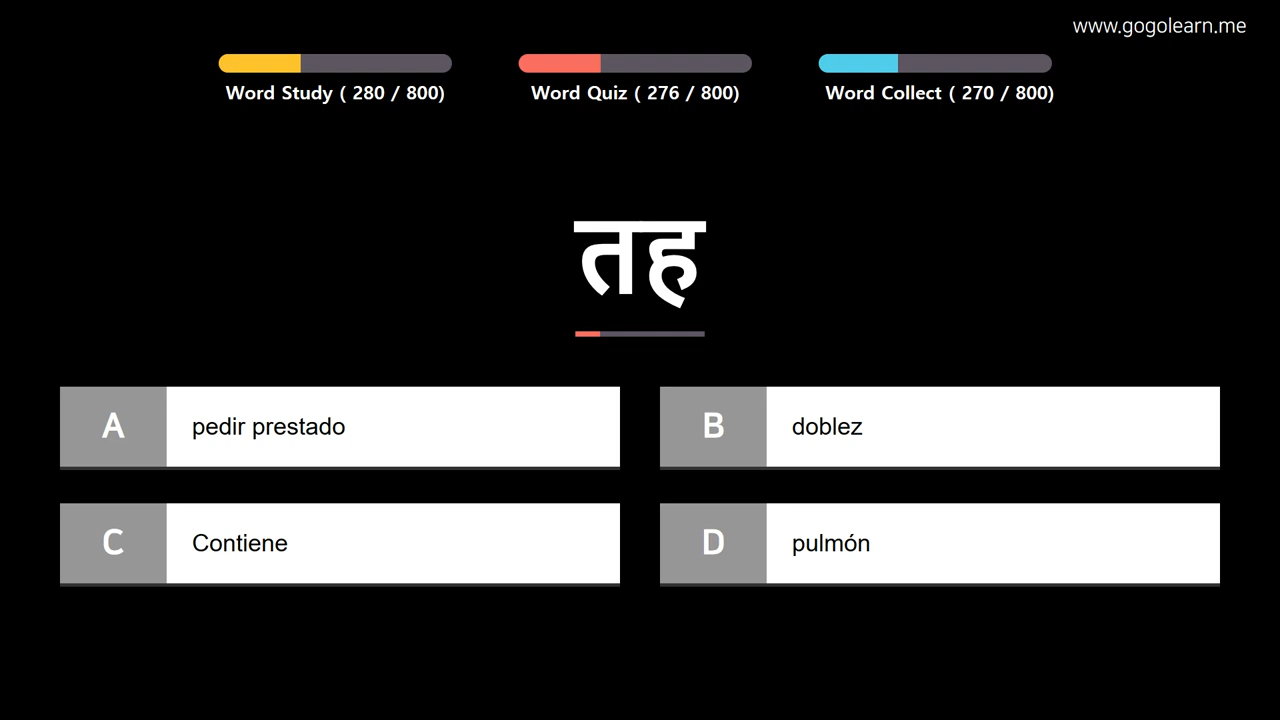 www.gogolearn.me
Word Study ( 280 / 800)
Word Quiz ( 276 / 800)
Word Collect ( 270 / 800)
तह
A pedir prestado
B doblez
C Contiene
D pulmón